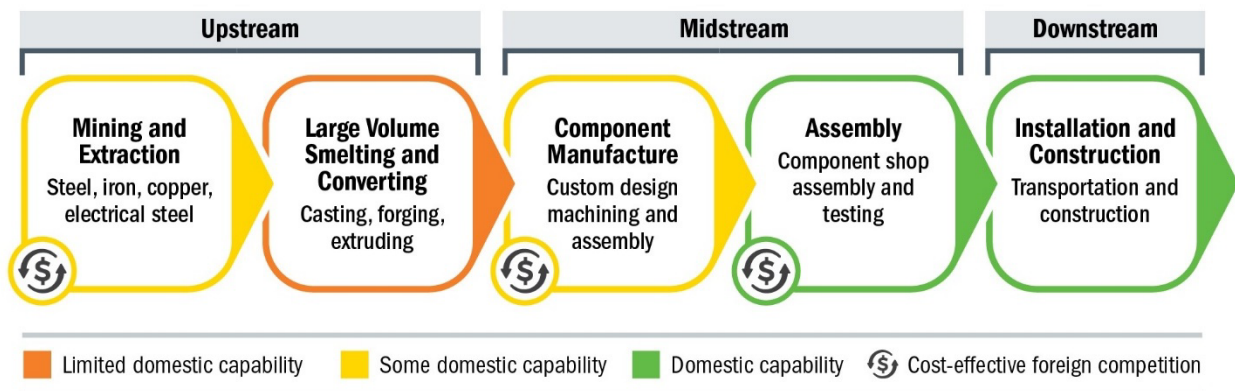 Upstream
Midstream
Downstream
Mining and
Extraction
Steel, iron, copper,
electrical steel
Large Volume
Smelting and
Converting
Casting, forging,
extruding
Component
Manufacture
Custom design
machining and
assembly
Assembly
Component shop
assembly and
testing
Installation and
Construction
Transportation and
construction
$
$
$
Limited domestic capability
Some domestic capability
Domestic capability
$
Cost-effective foreign competition